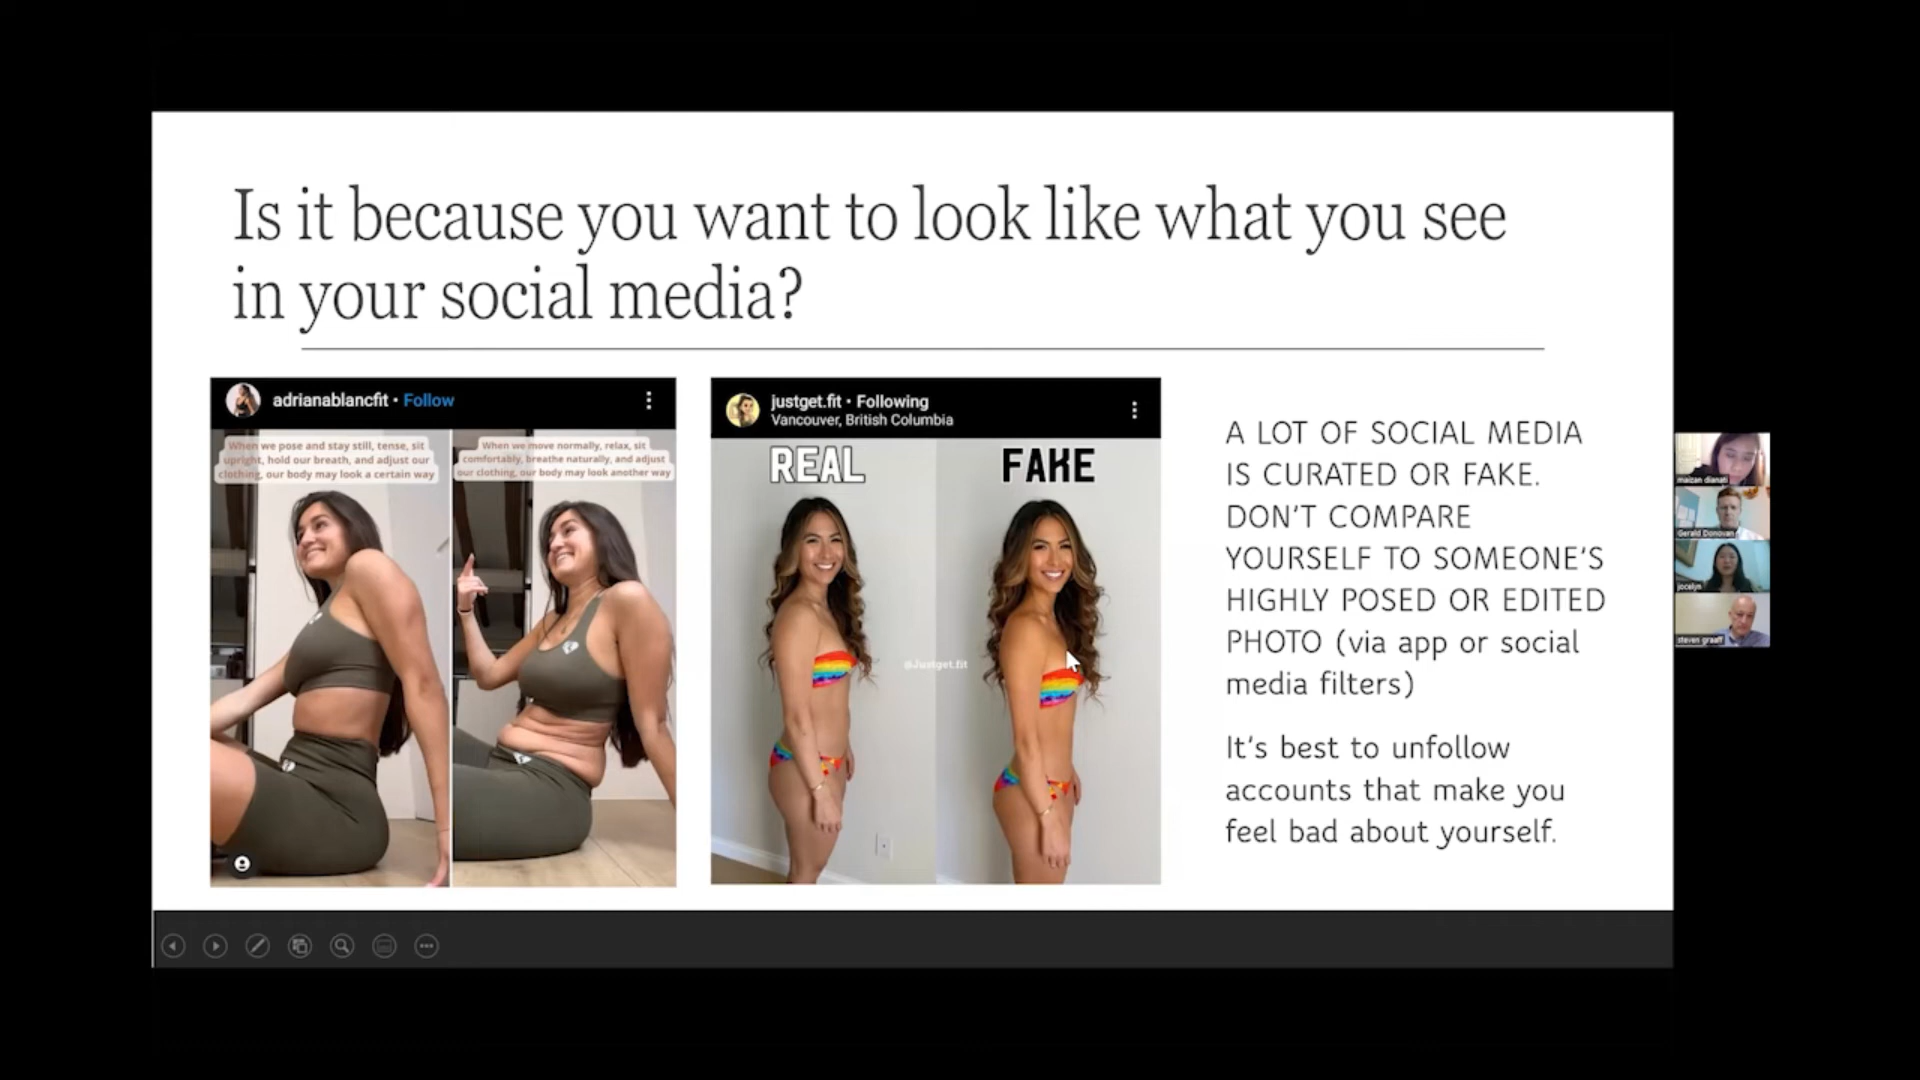 Is it because you want to look like what you see
in your social media?
adrianablancfit • Follow
When we pose and stay still, tense, sit
upright, hold our breath, and adjust our
clothing, our body may look a certain way
When we move normally, relax, sit
comfortably, breathe naturally, and adjust
our clothing, our body may look another way
justget.fit • Following
Vancouver, British Columbia
REAL
FAKE
@Justget.fit
A LOT OF SOCIAL MEDIA
IS CURATED OR FAKE.
DON'T COMPARE
YOURSELF TO SOMEONE'S
HIGHLY POSED OR EDITED
PHOTO (via app or social
media filters)
It's best to unfollow
accounts that make you
feel bad about yourself.
maizan dianati
Gerald Donovan
jocelyn
steven graaff